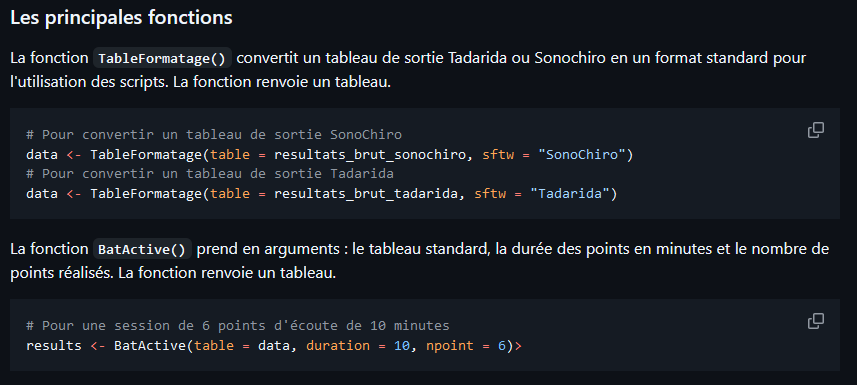 Les principales fonctions
La fonction TableFormatage() convertit un tableau de sortie Tadarida ou Sonochiro en un format standard pour
l'utilisation des scripts. La fonction renvoie un tableau.
# Pour convertir un tableau de sortie SonoChiro
data <- TableFormatage(table = resultats_brut_sonochiro, sftw = "SonoChiro")
# Pour convertir un tableau de sortie Tadarida
data <- TableFormatage(table = resultats_brut_tadarida, sftw = "Tadarida")
La fonction BatActive() prend en arguments : le tableau standard, la durée des points en minutes et le nombre de
points réalisés. La fonction renvoie un tableau.
# Pour une session de 6 points d'écoute de 10 minutes
results <- BatActive(table = data, duration = 10, npoint = 6)>